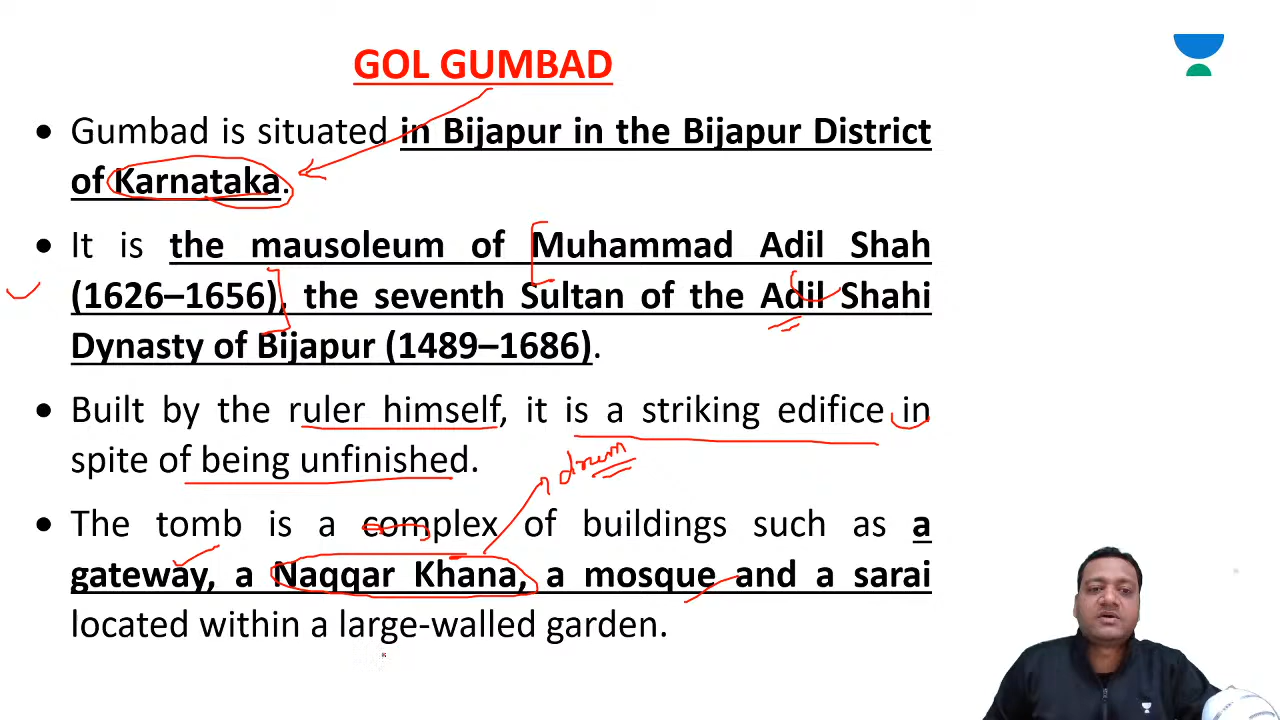 GOL GUMBAD
• Gumbad is situated in Bijapur in the Bijapur District
of Karnataka.
• It is the mausoleum of Muhammad Adil Shah
(1626–1656), the seventh Sultan of the Adil Shahi
Dynasty of Bijapur (1489–1686).
• Built by the ruler himself, it is a striking edifice in
spite of being unfinished.
drum
• The tomb is a complex of buildings such as a
gateway, a Naqqar Khana, a mosque and a sarai
located within a large-walled garden.